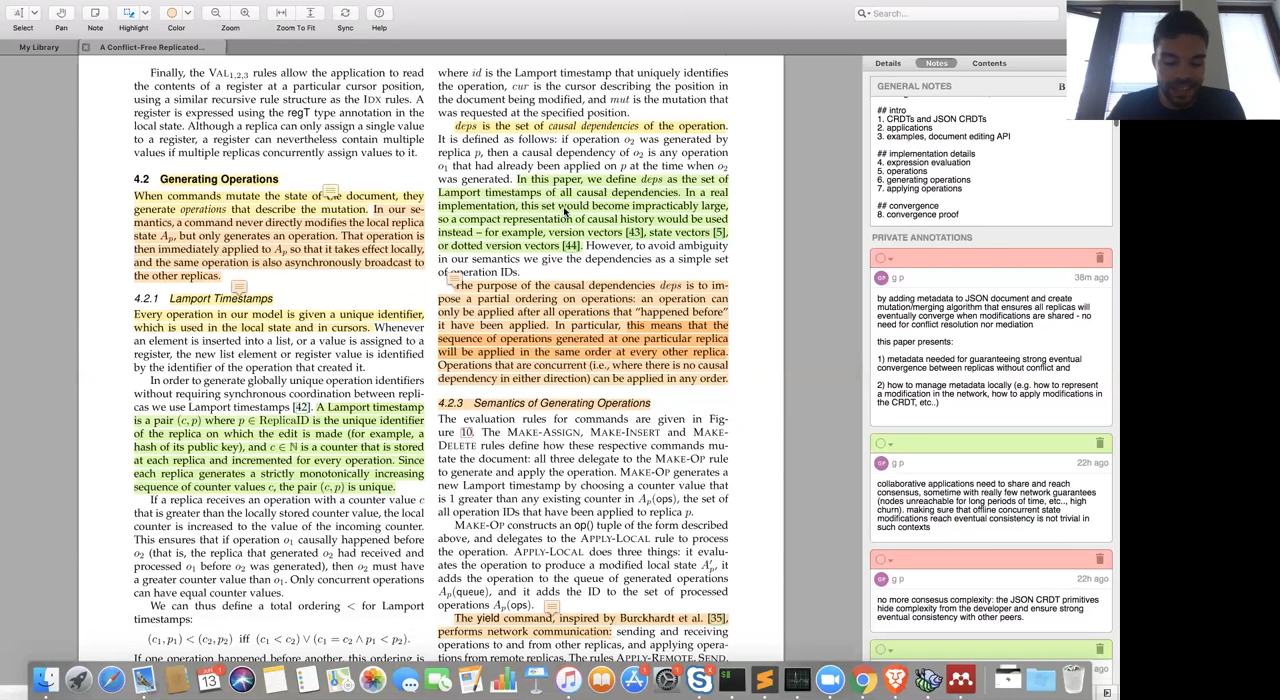 Select
Pan
Note
Highlight
Color
Zoom
Zoom To Fit
Sync
Help
Search...
My Library
A Conflict-Free Replicated...
Finally, the VAL1,2,3 rules allow the application to read
the contents of a register at a particular cursor position,
using a similar recursive rule structure as the IDX rules. A
register is expressed using the regT type annotation in the
local state. Although a replica can only assign a single value
to a register, a register can nevertheless contain multiple
values if multiple replicas concurrently assign values to it.
4.2 Generating Operations
When commands mutate the state of the document, they
generate operations that describe the mutation. In our se-
mantics, a command never directly modifies the local replica
state Ap, but only generates an operation. That operation is
then immediately applied to Ap so that it takes effect locally,
and the same operation is also asynchronously broadcast to
the other replicas.
4.2.1 Lamport Timestamps
Every operation in our model is given a unique identifier,
which is used in the local state and in cursors. Whenever
an element is inserted into a list, or a value is assigned to
a register, the new list element or register value is identified
by the identifier of the operation that created it.
In order to generate globally unique operation identifiers
without requiring synchronous coordination between repli-
cas we use Lamport timestamps [42]. A Lamport timestamp
is a pair (c, p) where p ∈ ReplicaID is the unique identifier
of the replica on which the edit is made (for example, a
hash of its public key), and c ∈ ℕ is a counter that is stored
at each replica and incremented for every operation. Since
each replica generates a strictly monotonically increasing
sequence of counter values c, the pair (c, p) is unique.
If a replica receives an operation with a counter value c
that is greater than the locally stored counter value, the local
counter is increased to the value of the incoming counter.
This ensures that if operation o1 causally happened before
o2 (that is, the replica that generated o2 had received and
processed o1 before o2 was generated), then o2 must have
a greater counter value than o1. Only concurrent operations
can have equal counter values.
We can thus define a total ordering < for Lamport
timestamps:
(c1, p1) < (c2, p2) iff (c1 < c2) ∨ (c1 = c2 ∧ p1 < p2).
If one operation happened before another, this ordering is
where id is the Lamport timestamp that uniquely identifies
the operation, cur is the cursor describing the position in
the document being modified, and mut is the mutation that
was requested at the specified position.
deps is the set of causal dependencies of the operation.
It is defined as follows: if operation o2 was generated by
replica p, then a causal dependency of o2 is any operation
o1 that had already been applied on p at the time when o2
was generated. In this paper, we define deps as the set of
Lamport timestamps of all causal dependencies. In a real
implementation, this set would become impracticably large,
so a compact representation of causal history would be used
instead – for example, version vectors [43], state vectors [5],
or dotted version vectors [44]. However, to avoid ambiguity
in our semantics we give the dependencies as a simple set
of operation IDs.
The purpose of the causal dependencies deps is to im-
pose a partial ordering on operations: an operation can
only be applied after all operations that “happened before”
it have been applied. In particular, this means that the
sequence of operations generated at one particular replica
will be applied in the same order at every other replica.
Operations that are concurrent (i.e., where there is no causal
dependency in either direction) can be applied in any order.
4.2.3 Semantics of Generating Operations
The evaluation rules for commands are given in Fig-
ure 10. The MAKE-ASSIGN, MAKE-INSERT and MAKE-
DELETE rules define how these respective commands mu-
tate the document: all three delegate to the MAKE-OP rule
to generate and apply the operation. MAKE-OP generates a
new Lamport timestamp by choosing a counter value that
is 1 greater than any existing counter in Ap(ops), the set of
all operation IDs that have been applied to replica p.
MAKE-OP constructs an op() tuple of the form described
above, and delegates to the APPLY-LOCAL rule to process
the operation. APPLY-LOCAL does three things: it evalu-
ates the operation to produce a modified local state A′p, it
adds the operation to the queue of generated operations
Ap(queue), and it adds the ID to the set of processed
operations Ap(ops).
The yield command, inspired by Burckhardt et al. [35],
performs network communication: sending and receiving
operations to and from other replicas, and applying opera-
tions from remote replicas. The rules APPLY-REMOTE, SEND,
Details
Notes
Contents
GENERAL NOTES
B
## intro
1. CRDTs and JSON CRDTs
2. applications
3. examples, document editing API
## implementation details
4. expression evaluation
5. operations
6. generating operations
7. applying operations
## convergence
8. convergence proof
PRIVATE ANNOTATIONS
GP g p 38m ago
by adding metadata to JSON document and create
mutation/merging algorithm that ensures all replicas will
eventually converge when modifications are shared - no
need for conflict resolution nor mediation
this paper presents:
1) metadata needed for guaranteeing strong eventual
convergence between replicas without conflict and
2) how to manage metadata locally (e.g. how to represent
a modification in the network, how to apply modifications in
the CRDT, etc..)
GP g p 22h ago
collaborative applications need to share and reach
consensus, sometime with really few network guarantees
(nodes unreachable for long periods of time, etc.., high
churn). making sure that offline concurrent state
modifications reach eventual consistency is not trivial in
such contexts
GP g p 22h ago
no more consensus complexity: the JSON CRDT primitives
hide complexity from the developer and ensure strong
eventual consistency with other peers.
ago
13